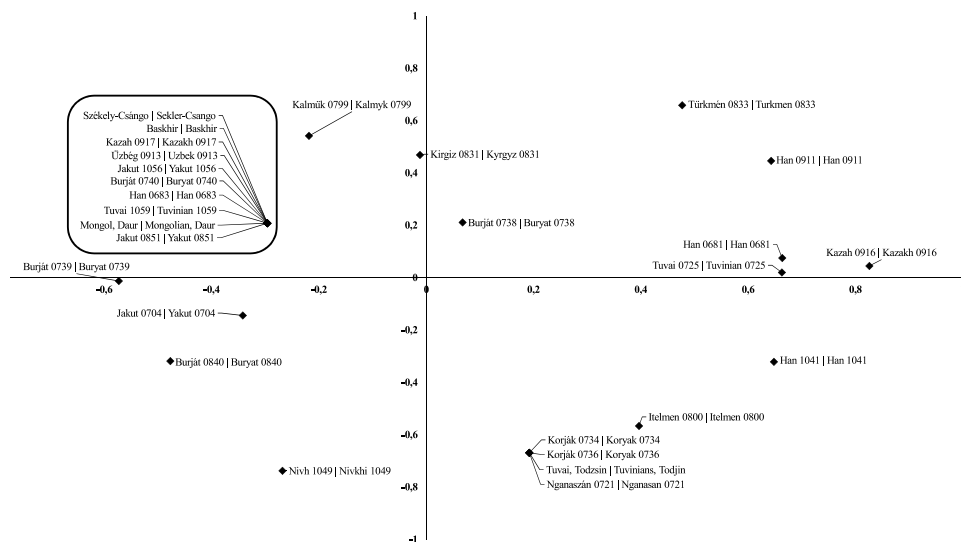 1
0,8
Kalmük 0799 | Kalmyk 0799
Türkmén 0833 | Turkmen 0833
Székely-Csángo | Sekler-Csango
Baskhir | Baskhir
0,6
Kazah 0917 | Kazakh 0917
Űzbég 0913 | Uzbek 0913
Kirgiz 0831 | Kyrgyz 0831
Han 0911 | Han 0911
Jakut 1056 | Yakut 1056
Burját 0740 | Buryat 0740
0,4
Han 0683 | Han 0683
Tuvai 1059 | Tuvinian 1059
Mongol, Daur | Mongolian, Daur
Burját 0738 | Buryat 0738
Jakut 0851 | Yakut 0851
0,2
Han 0681 | Han 0681
Kazah 0916 | Kazakh 0916
Burját 0739 | Buryat 0739
Tuvai 0725 | Tuvinian 0725
-0,6 -0,4 -0,2 0 0,2 0,4 0,6 0,8
0
Jakut 0704 | Yakut 0704
-0,2
Burját 0840 | Buryat 0840
Han 1041 | Han 1041
-0,4
Itelmen 0800 | Itelmen 0800
Korják 0734 | Koryak 0734
-0,6
Korják 0736 | Koryak 0736
Nivh 1049 | Nivkhi 1049
Tuvai, Todzsin | Tuvinians, Todjin
Nganaszán 0721 | Nganasan 0721
-0,8
-1